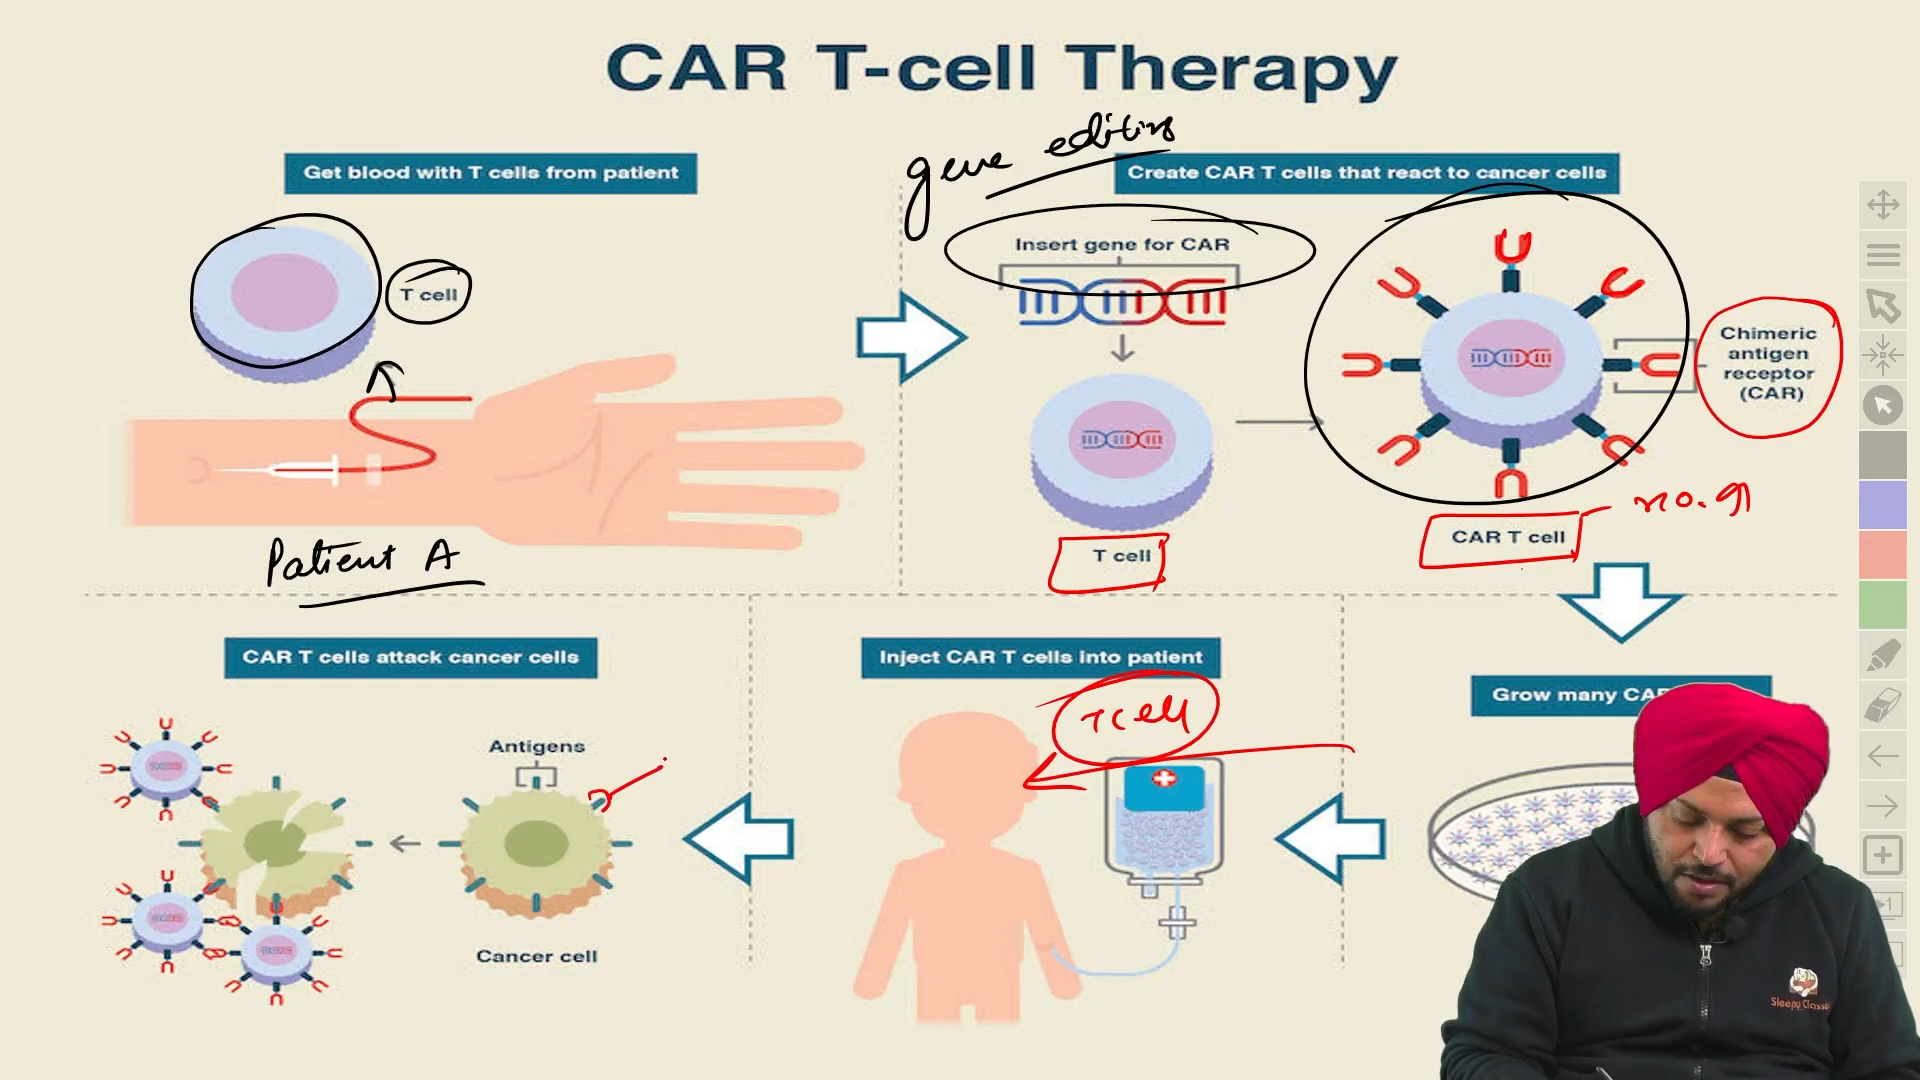 CAR T-cell Therapy
gene editing
Get blood with T cells from patient
Create CAR T cells that react to cancer cells
T cell
Insert gene for CAR
Chimeric
antigen
receptor
(CAR)
Patient A
T cell
CAR T cell
no.
CAR T cells attack cancer cells
Inject CAR T cells into patient
Grow many CAR
T cell
Antigens
Cancer cell
Sleepy Classes